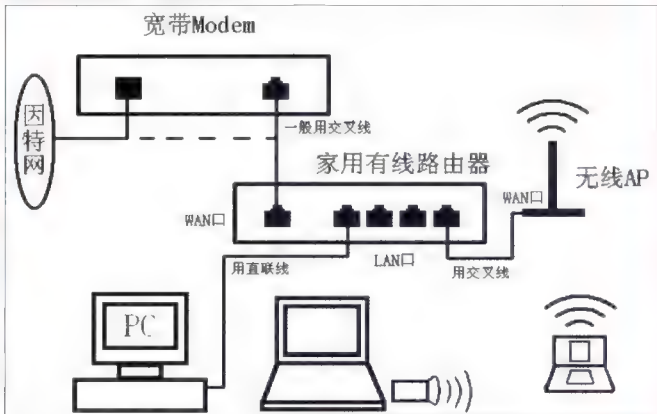 宽带Modem
因特网
一般用交叉线
家用有线路由器
无线AP
WAN口
WAN口
用直联线
LAN口
用交叉线
PC